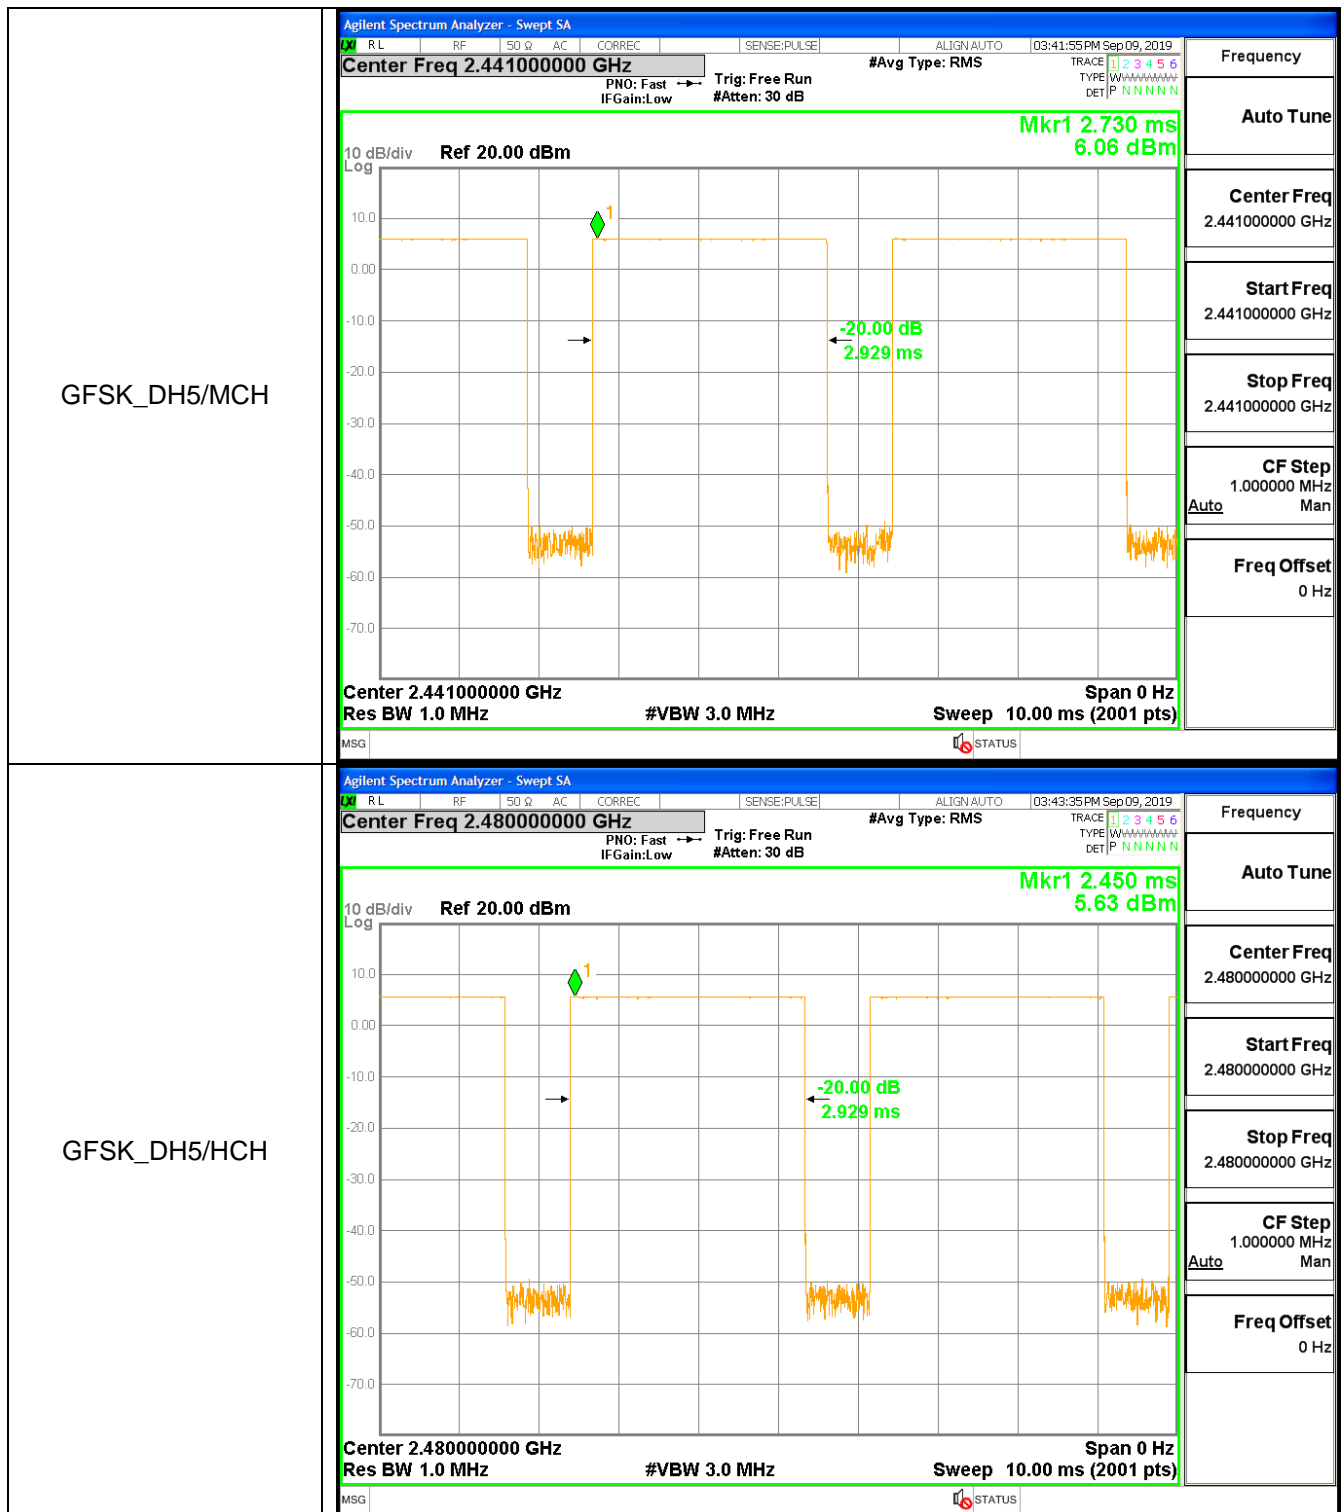 GFSK_DH5/MCH
Agilent Spectrum Analyzer - Swept SA
LXI RL RF 50 Ω AC CORREC SENSE:PULSE ALIGN AUTO 03:41:55 PM Sep 09, 2019
Center Freq 2.441000000 GHz
#Avg Type: RMS
TRACE 1 2 3 4 5 6
TYPE
DET P N N N N N
PNO: Fast
IFGain:Low
Trig: Free Run
#Atten: 30 dB
Mkr1 2.730 ms
6.06 dBm
10 dB/div Ref 20.00 dBm
Log
10.0
0.00
-10.0
-20.0
-30.0
-40.0
-50.0
-60.0
-70.0
1
-20.00 dB
2.929 ms
Center 2.441000000 GHz Span 0 Hz
Res BW 1.0 MHz #VBW 3.0 MHz Sweep 10.00 ms (2001 pts)
MSG STATUS
Frequency
Auto Tune
Center Freq
2.441000000 GHz
Start Freq
2.441000000 GHz
Stop Freq
2.441000000 GHz
CF Step
1.000000 MHz
Auto Man
Freq Offset
0 Hz
GFSK_DH5/HCH
Agilent Spectrum Analyzer - Swept SA
LXI RL RF 50 Ω AC CORREC SENSE:PULSE ALIGN AUTO 03:43:35 PM Sep 09, 2019
Center Freq 2.480000000 GHz
#Avg Type: RMS
TRACE 1 2 3 4 5 6
TYPE
DET P N N N N N
PNO: Fast
IFGain:Low
Trig: Free Run
#Atten: 30 dB
Mkr1 2.450 ms
5.63 dBm
10 dB/div Ref 20.00 dBm
Log
10.0
0.00
-10.0
-20.0
-30.0
-40.0
-50.0
-60.0
-70.0
1
-20.00 dB
2.929 ms
Center 2.480000000 GHz Span 0 Hz
Res BW 1.0 MHz #VBW 3.0 MHz Sweep 10.00 ms (2001 pts)
MSG STATUS
Frequency
Auto Tune
Center Freq
2.480000000 GHz
Start Freq
2.480000000 GHz
Stop Freq
2.480000000 GHz
CF Step
1.000000 MHz
Auto Man
Freq Offset
0 Hz